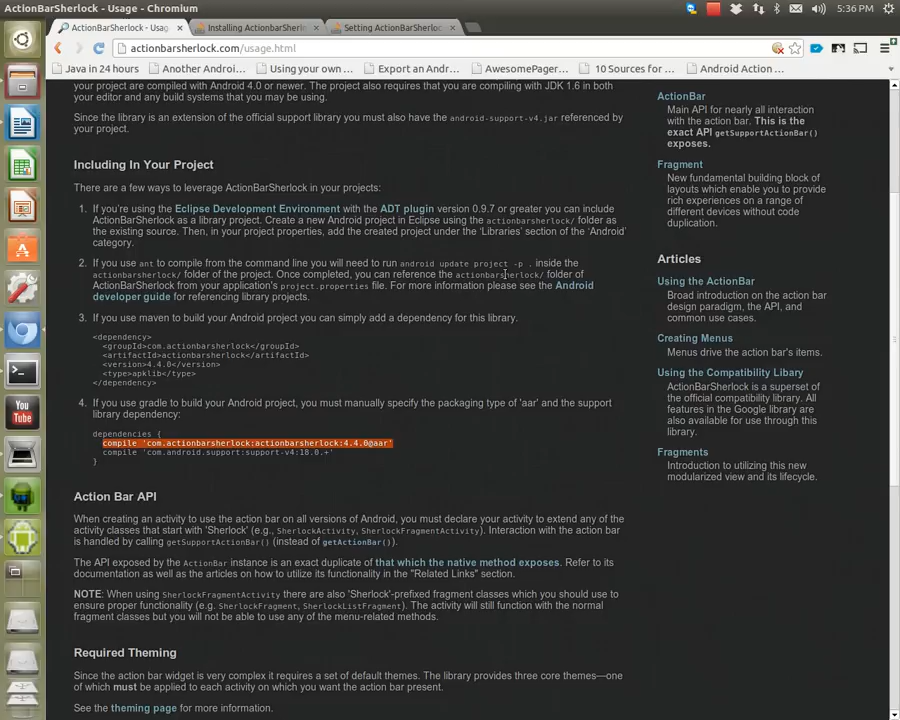 ActionBarSherlock - Usage - Chromium
5:36 PM
ActionBarSherlock - Usag
Installing ActionbarSherl
Setting ActionbarSherlock
actionbarsherlock.com/usage.html
Java in 24 hours
Another Androi...
Using your own ...
Export an Andr...
AwesomePager...
10 Sources for ...
Android Action ...
your project are compiled with Android 4.0 or newer. The project also requires that you are compiling with JDK 1.6 in both
your editor and any build systems that you may be using.
Since the library is an extension of the official support library you must also have the android-support-v4.jar referenced by
your project.
Including In Your Project
There are a few ways to leverage ActionBarSherlock in your projects:
1. If you're using the Eclipse Development Environment with the ADT plugin version 0.9.7 or greater you can include
ActionBarSherlock as a library project. Create a new Android project in Eclipse using the actionbarsherlock/ folder as
the existing source. Then, in your project properties, add the created project under the 'Libraries' section of the 'Android'
category.
2. If you use ant to compile from the command line you will need to run android update project -p . inside the
actionbarsherlock/ folder of the project. Once completed, you can reference the actionbarsherlock/ folder of
ActionBarSherlock from your application's project.properties file. For more information please see the Android
developer guide for referencing library projects.
3. If you use maven to build your Android project you can simply add a dependency for this library.
<dependency>
<groupId>com.actionbarsherlock</groupId>
<artifactId>actionbarsherlock</artifactId>
<version>4.4.0</version>
<type>apklib</type>
</dependency>
4. If you use gradle to build your Android project, you must manually specify the packaging type of 'aar' and the support
library dependency:
dependencies {
compile 'com.actionbarsherlock:actionbarsherlock:4.4.0@aar'
compile 'com.android.support:support-v4:18.0.+'
}
Action Bar API
When creating an activity to use the action bar on all versions of Android, you must declare your activity to extend any of the
activity classes that start with 'Sherlock' (e.g., SherlockActivity, SherlockFragmentActivity). Interaction with the action bar
is handled by calling getSupportActionBar() (instead of getActionBar()).
The API exposed by the ActionBar instance is an exact duplicate of that which the native method exposes. Refer to its
documentation as well as the articles on how to utilize its functionality in the "Related Links" section.
NOTE: When using SherlockFragmentActivity there are also 'Sherlock'-prefixed fragment classes which you should use to
ensure proper functionality (e.g. SherlockFragment, SherlockListFragment). The activity will still function with the normal
fragment classes but you will not be able to use any of the menu-related methods.
Required Theming
Since the action bar widget is very complex it requires a set of default themes. The library provides three core themes—one
of which must be applied to each activity on which you want the action bar present.
See the theming page for more information.
ActionBar
Main API for nearly all interaction
with the action bar. This is the
exact API getSupportActionBar()
exposes.
Fragment
New fundamental building block of
layouts which enable you to provide
rich experiences on a range of
different devices without code
duplication.
Articles
Using the ActionBar
Broad introduction on the action bar
design paradigm, the API, and
common use cases.
Creating Menus
Menus drive the action bar's items.
Using the Compatibility Libary
ActionBarSherlock is a superset of
the official compatibility library. All
features in the Google library are
also available for use through this
library.
Fragments
Introduction to utilizing this new
modularized view and its lifecycle.
You
Tube